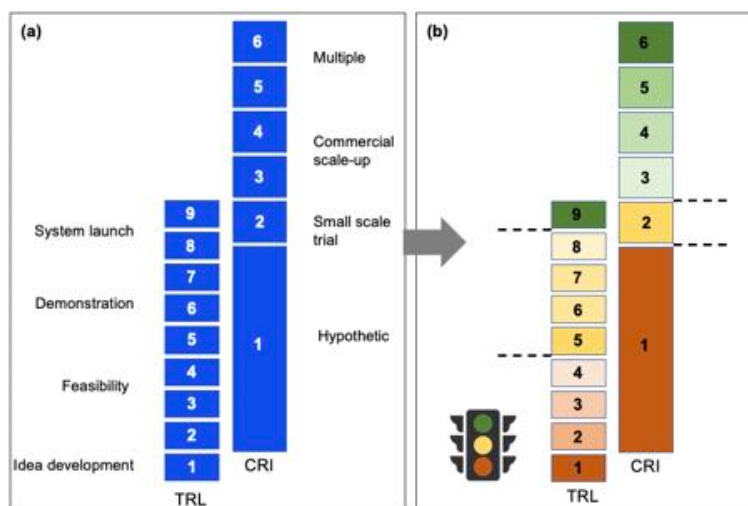 (a)
6
Multiple
5
4
Commercial
scale-up
3
9
2
Small scale
trial
System launch
8
7
Demonstration
6
1
Hypothetic
5
4
Feasibility
3
2
Idea development
1
CRI
TRL
(b)
6
5
4
3
9
2
8
7
6
1
5
4
3
2
1
CRI
TRL